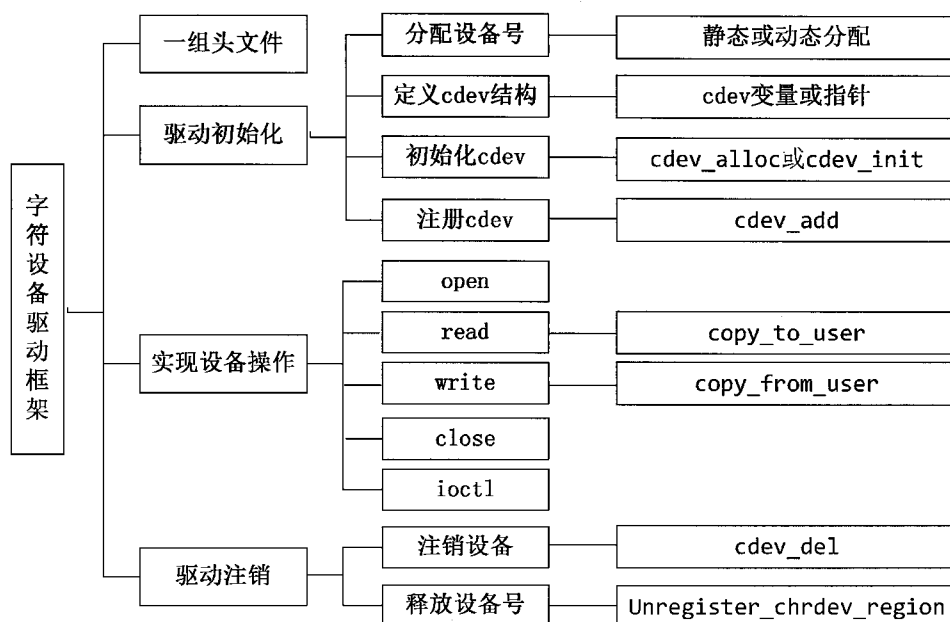 字符设备驱动框架
一组头文件
驱动初始化
分配设备号
静态或动态分配
定义cdev结构
cdev变量或指针
初始化cdev
cdev_alloc或cdev_init
注册cdev
cdev_add
实现设备操作
open
read
copy_to_user
write
copy_from_user
close
ioctl
驱动注销
注销设备
cdev_del
释放设备号
Unregister_chrdev_region